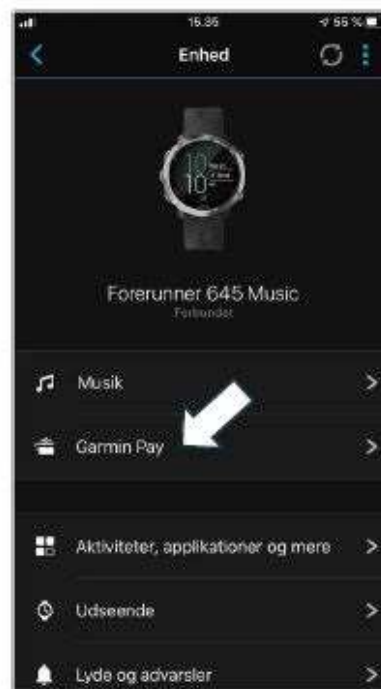 15.35
55 %
Enhed
Forerunner 645 Music
Forbundet
Musik
Garmin Pay
Aktiviteter, applikationer og mere
Udseende
Lyde og advarsler